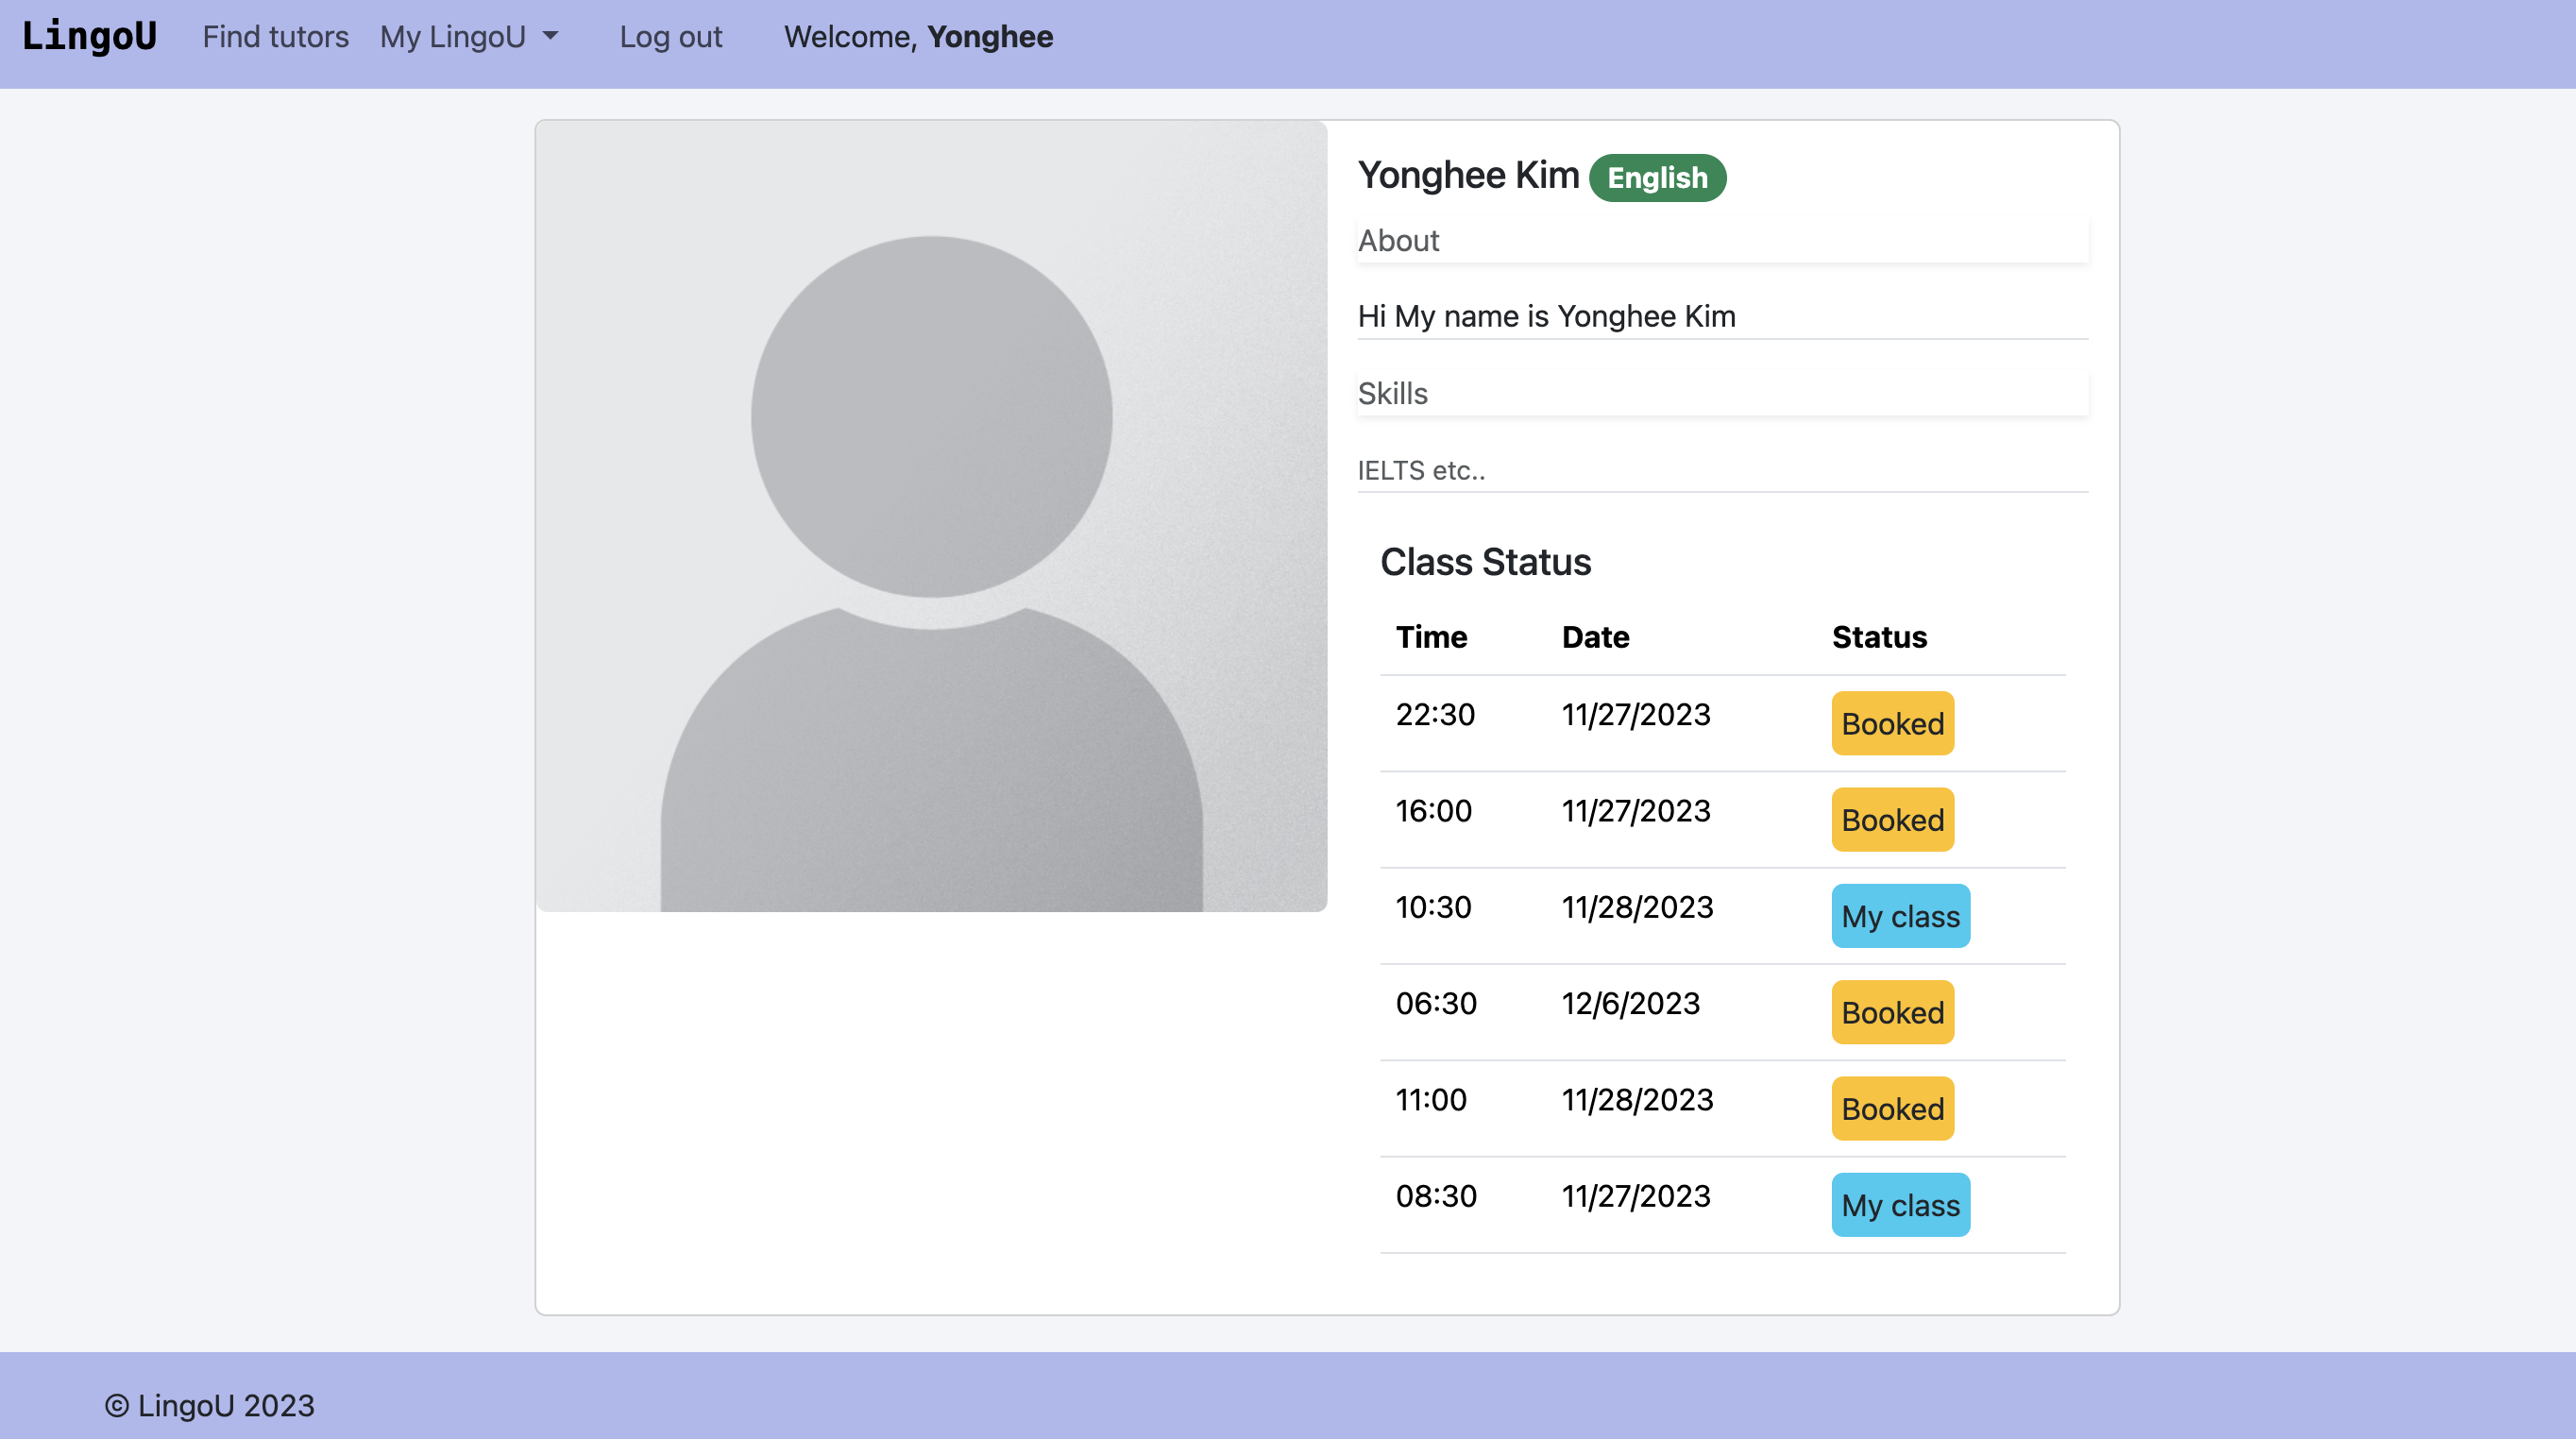 LingoU Find tutors My LingoU Log out Welcome, Yonghee
Yonghee Kim English
About
Hi My name is Yonghee Kim
Skills
IELTS etc..
Class Status
Time Date Status
22:30 11/27/2023 Booked
16:00 11/27/2023 Booked
10:30 11/28/2023 My class
06:30 12/6/2023 Booked
11:00 11/28/2023 Booked
08:30 11/27/2023 My class
© LingoU 2023